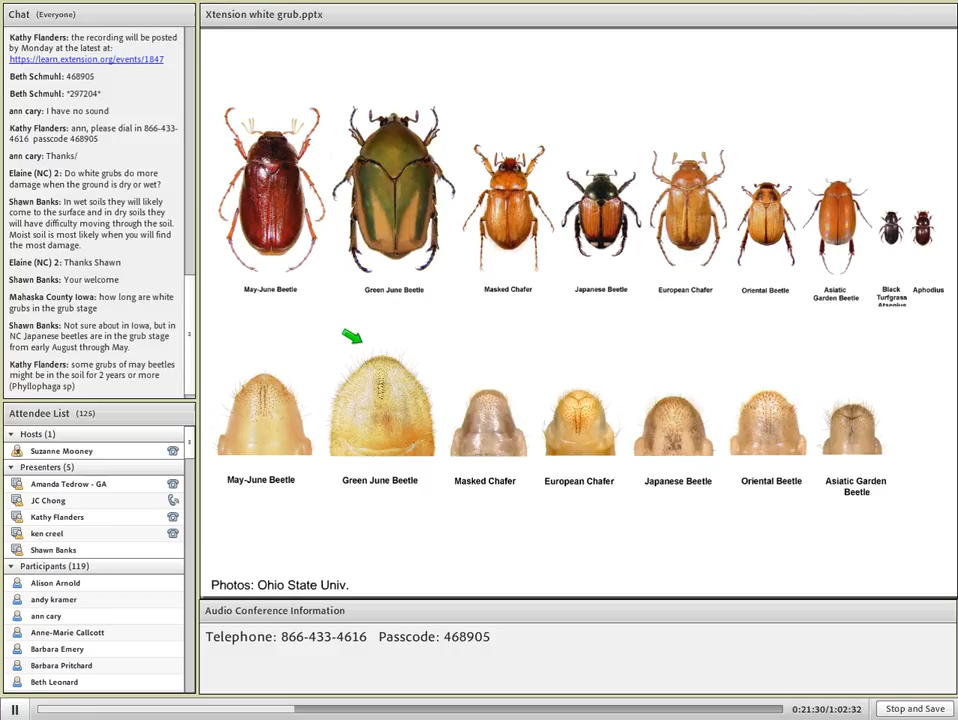 Chat (Everyone)
Kathy Flanders: the recording will be posted
by Monday at the latest at:
https://learn.extension.org/events/1847
Beth Schmuhl: 468905
Beth Schmuhl: *297204*
ann cary: I have no sound
Kathy Flanders: ann, please dial in 866-433-
4616 passcode 468905
ann cary: Thanks/
Elaine (NC) 2: Do white grubs do more
damage when the ground is dry or wet?
Shawn Banks: In wet soils they will likely
come to the surface and in dry soils they
will have difficulty moving through the soil.
Moist soil is most likely when you will find
the most damage.
Elaine (NC) 2: Thanks Shawn
Shawn Banks: Your welcome
Mahaska County Iowa: how long are white
grubs in the grub stage
Shawn Banks: Not sure about in Iowa, but in
NC Japanese beetles are in the grub stage
from early August through May.
Kathy Flanders: some grubs of may beetles
might be in the soil for 2 years or more
(Phyllophaga sp)
Attendee List (125)
Hosts (1)
Suzanne Mooney
Presenters (5)
Amanda Tedrow - GA
JC Chong
Kathy Flanders
ken creel
Shawn Banks
Participants (119)
Alison Arnold
andy kramer
ann cary
Anne-Marie Callcott
Barbara Emery
Barbara Pritchard
Beth Leonard
Xtension white grub.pptx
May-June Beetle
Green June Beetle
Masked Chafer
Japanese Beetle
European Chafer
Oriental Beetle
Asiatic
Garden Beetle
Black
Turfgrass
Ataenius
Aphodius
May-June Beetle
Green June Beetle
Masked Chafer
European Chafer
Japanese Beetle
Oriental Beetle
Asiatic Garden
Beetle
Photos: Ohio State Univ.
Audio Conference Information
Telephone: 866-433-4616 Passcode: 468905
0:21:30/1:02:32
Stop and Save